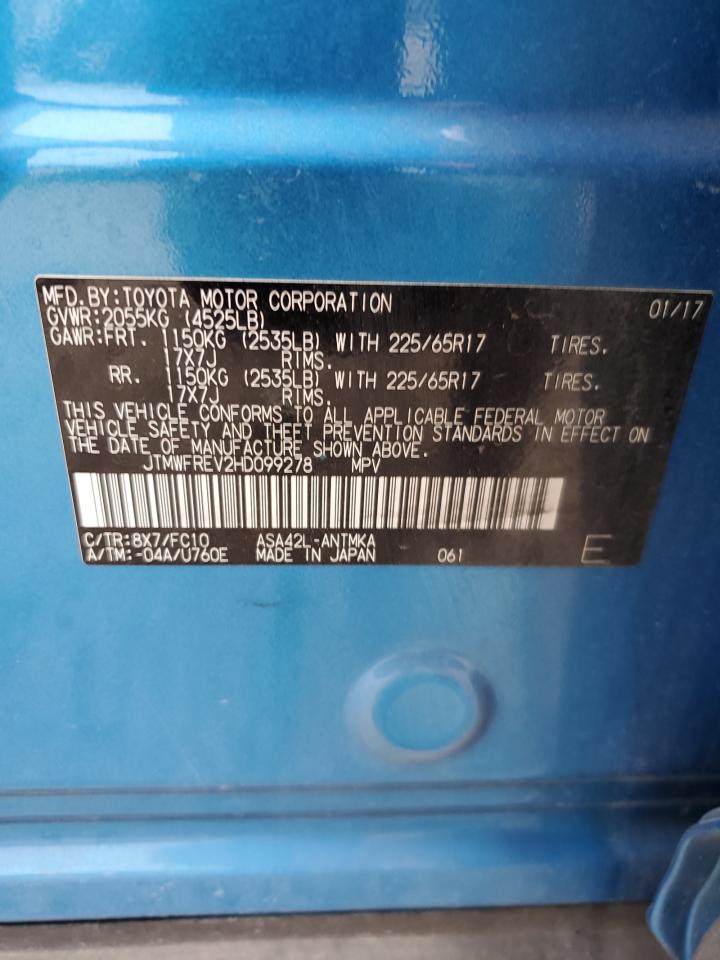 MFD.BY:TOYOTA MOTOR CORPORATION 01/17
GVWR:2055KG (4525LB)
GAWR:FRT. 1150KG (2535LB) WITH 225/65R17 TIRES.
17X7J RIMS.
RR. 1150KG (2535LB) WITH 225/65R17 TIRES.
17X7J RIMS.
THIS VEHICLE CONFORMS TO ALL APPLICABLE FEDERAL MOTOR
VEHICLE SAFETY AND THEFT PREVENTION STANDARDS IN EFFECT ON
THE DATE OF MANUFACTURE SHOWN ABOVE.
JTMWFREV2HD099278 MPV
C/TR:8X7/FC10 ASA42L-ANTMKA
A/TM:-04A/U760E MADE IN JAPAN 061 E